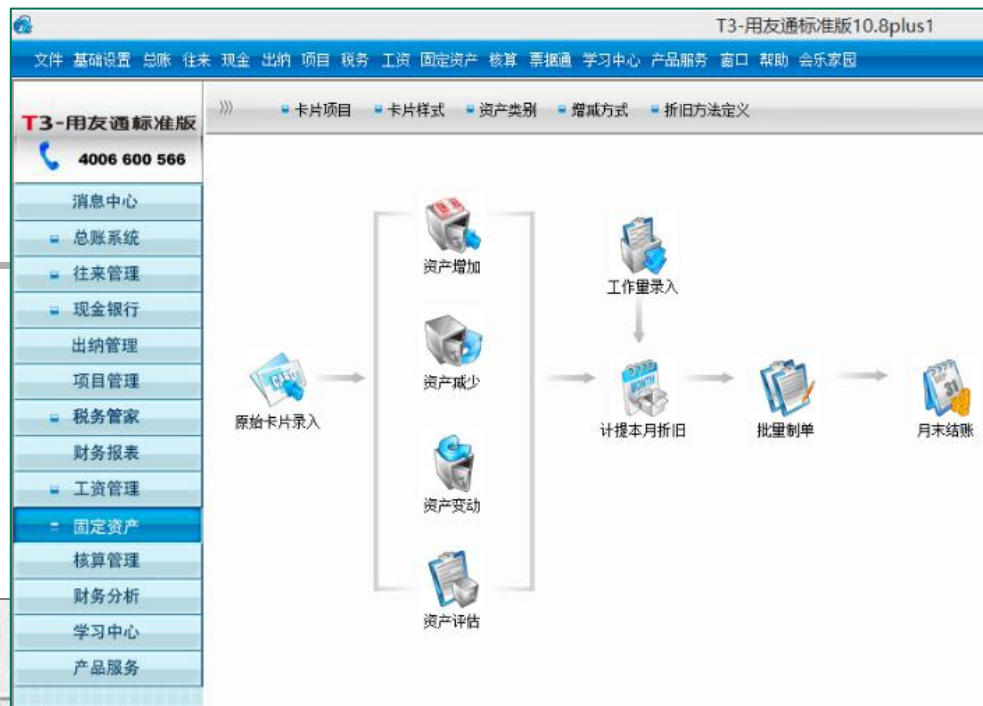 T3-用友通标准版10.8plus1
文件 基础设置 总账 往来 现金 出纳 项目 税务 工资 固定资产 核算 票据通 学习中心 产品服务 窗口 帮助 会乐家园
T3-用友通标准版
4006 600 566
卡片项目 卡片样式 资产类别 增减方式 折旧方法定义
消息中心
总账系统
往来管理
现金银行
出纳管理
项目管理
税务管家
财务报表
工资管理
固定资产
核算管理
财务分析
学习中心
产品服务
原始卡片录入
资产增加
资产减少
资产变动
资产评估
工作量录入
计提本月折旧
批量制单
月末结账
CARD
MONTH
31